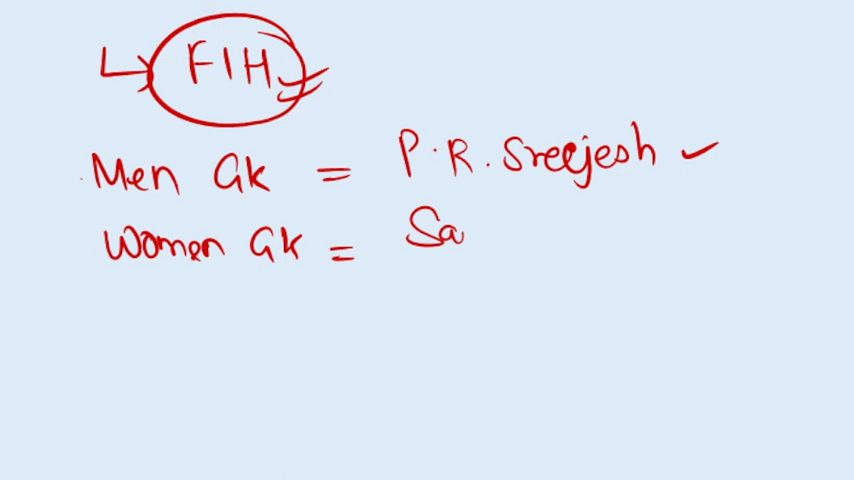 FIH
Men GK = P.R. Sreejesh
Women GK = Sa